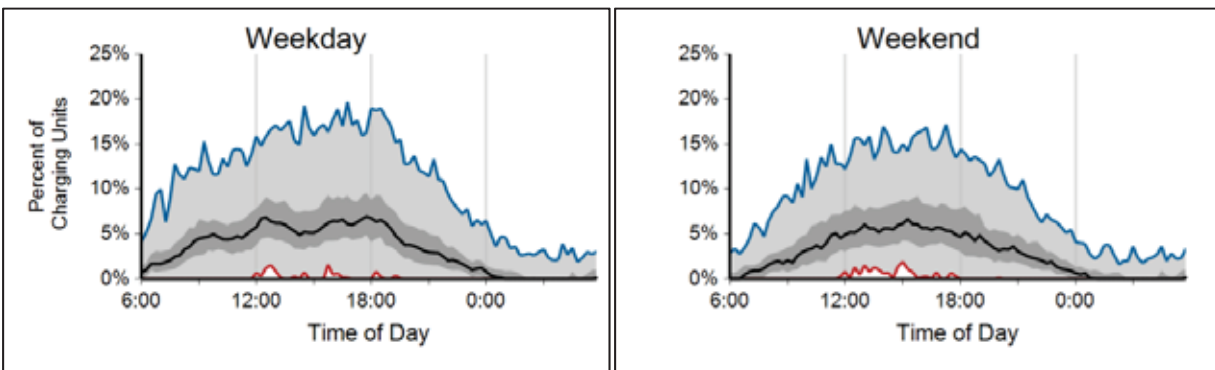 Weekday
25%
20%
15%
10%
5%
0%
Percent of
Charging Units
6:00 12:00 18:00 0:00
Time of Day
Weekend
25%
20%
15%
10%
5%
0%
6:00 12:00 18:00 0:00
Time of Day